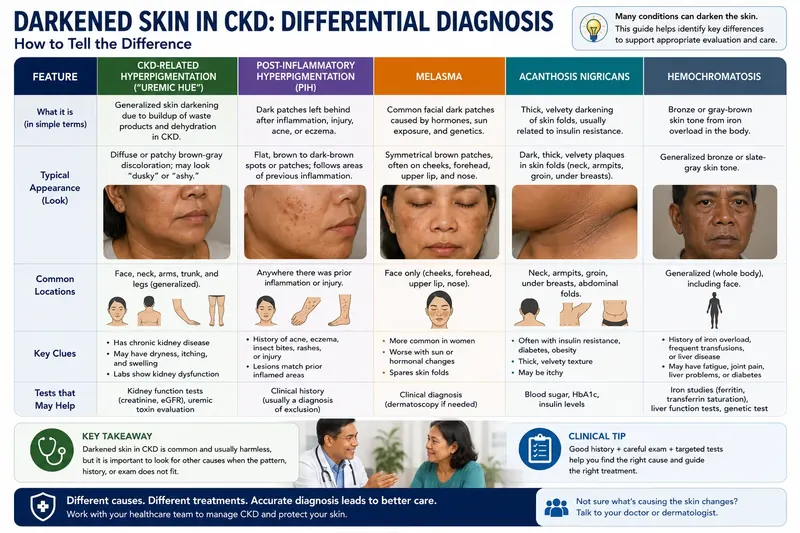 DARKENED SKIN IN CKD: DIFFERENTIAL DIAGNOSIS
How to Tell the Difference
Many conditions can darken the skin.
This guide helps identify key differences
to support appropriate evaluation and care.
FEATURE
CKD-RELATED
HYPERPIGMENTATION
("UREMIC HUE")
POST-INFLAMMATORY
HYPERPIGMENTATION
(PIH)
MELASMA
ACANTHOSIS NIGRICANS
HEMOCHROMATOSIS
What it is
(in simple terms)
Generalized skin darkening
due to buildup of waste
products and dehydration
in CKD.
Dark patches left behind
after inflammation, injury,
acne, or eczema.
Common facial dark patches
caused by hormones, sun
exposure, and genetics.
Thick, velvety darkening
of skin folds, usually
related to insulin resistance.
Bronze or gray-brown
skin tone from iron
overload in the body.
Typical
Appearance
(Look)
Diffuse or patchy brown-gray
discoloration; may look
"dusky" or "ashy."
Flat, brown to dark-brown
spots or patches; follows areas
of previous inflammation.
Symmetrical brown patches,
often on cheeks, forehead,
upper lip, and nose.
Dark, thick, velvety plaques
in skin folds (neck, armpits,
groin, under breasts).
Generalized bronze or slate-
gray skin tone.
Common
Locations
Face, neck, arms, trunk, and
legs (generalized).
Anywhere there was prior
inflammation or injury.
Face only (cheeks, forehead,
upper lip, nose).
Neck, armpits, groin,
under breasts, abdominal
folds.
Generalized (whole body),
including face.
Key Clues
• Has chronic kidney disease
• May have dryness, itching,
and swelling
• Labs show kidney dysfunction
• History of acne, eczema,
insect bites, rashes,
or injury
• Lesions match prior
inflamed areas
• More common in women
• Worse with sun or
hormonal changes
• Spares skin folds
• Often with insulin resistance,
diabetes, obesity
• Thick, velvety texture
• May be itchy
• History of iron overload,
frequent transfusions,
or liver disease
• May have fatigue, joint pain,
liver problems, or diabetes
Tests that
May Help
Kidney function tests
(creatinine, eGFR), uremic
toxin evaluation
Clinical history
(usually a diagnosis
of exclusion)
Clinical diagnosis
(dermatoscopy if needed)
Blood sugar, HbA1c,
insulin levels
Iron studies (ferritin,
transferrin saturation),
liver function tests, genetic test
KEY TAKEAWAY
Darkened skin in CKD is common and usually harmless,
but it is important to look for other causes when the pattern,
history, or exam does not fit.
CLINICAL TIP
Good history + careful exam + targeted tests
help you find the right cause and guide
the right treatment.
Different causes. Different treatments. Accurate diagnosis leads to better care.
Work with your healthcare team to manage CKD and protect your skin.
Not sure what's causing the skin changes?
Talk to your doctor or dermatologist.